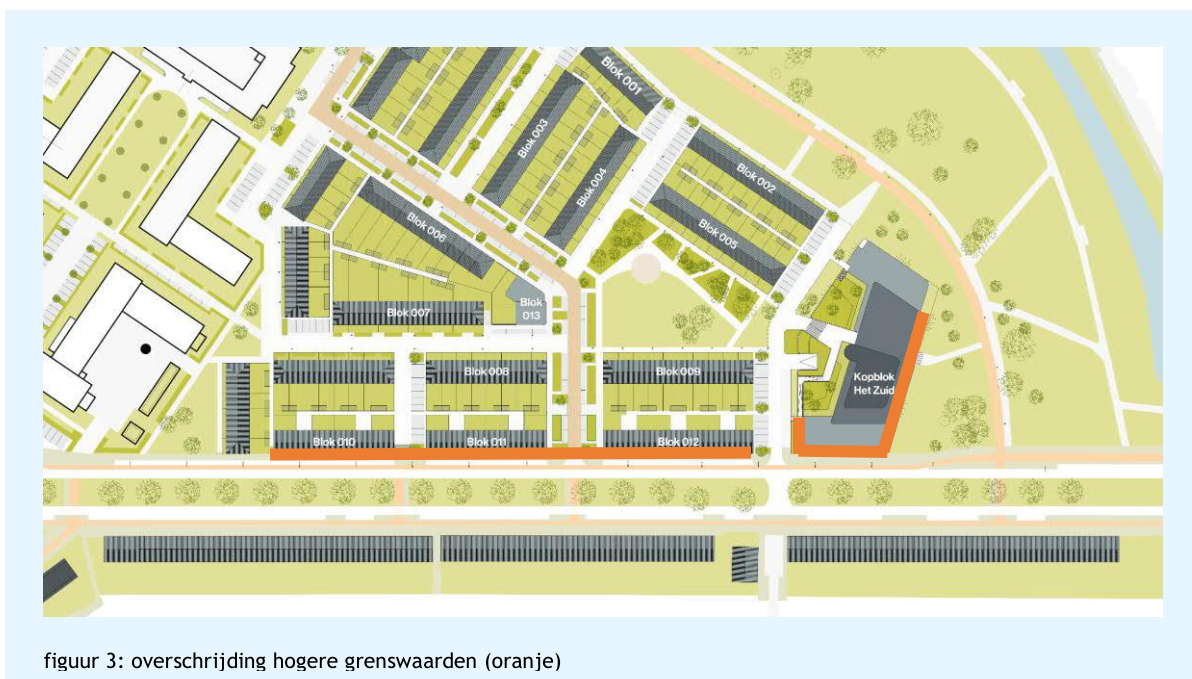 Blok 001
Blok 003
Blok 002
Blok 004
Blok 006
Blok 005
Blok
013
Blok 007
Blok 008
Blok 009
Kopblok
Het Zuid
Blok 010
Blok 011
Blok 012
figuur 3: overschrijding hogere grenswaarden (oranje)